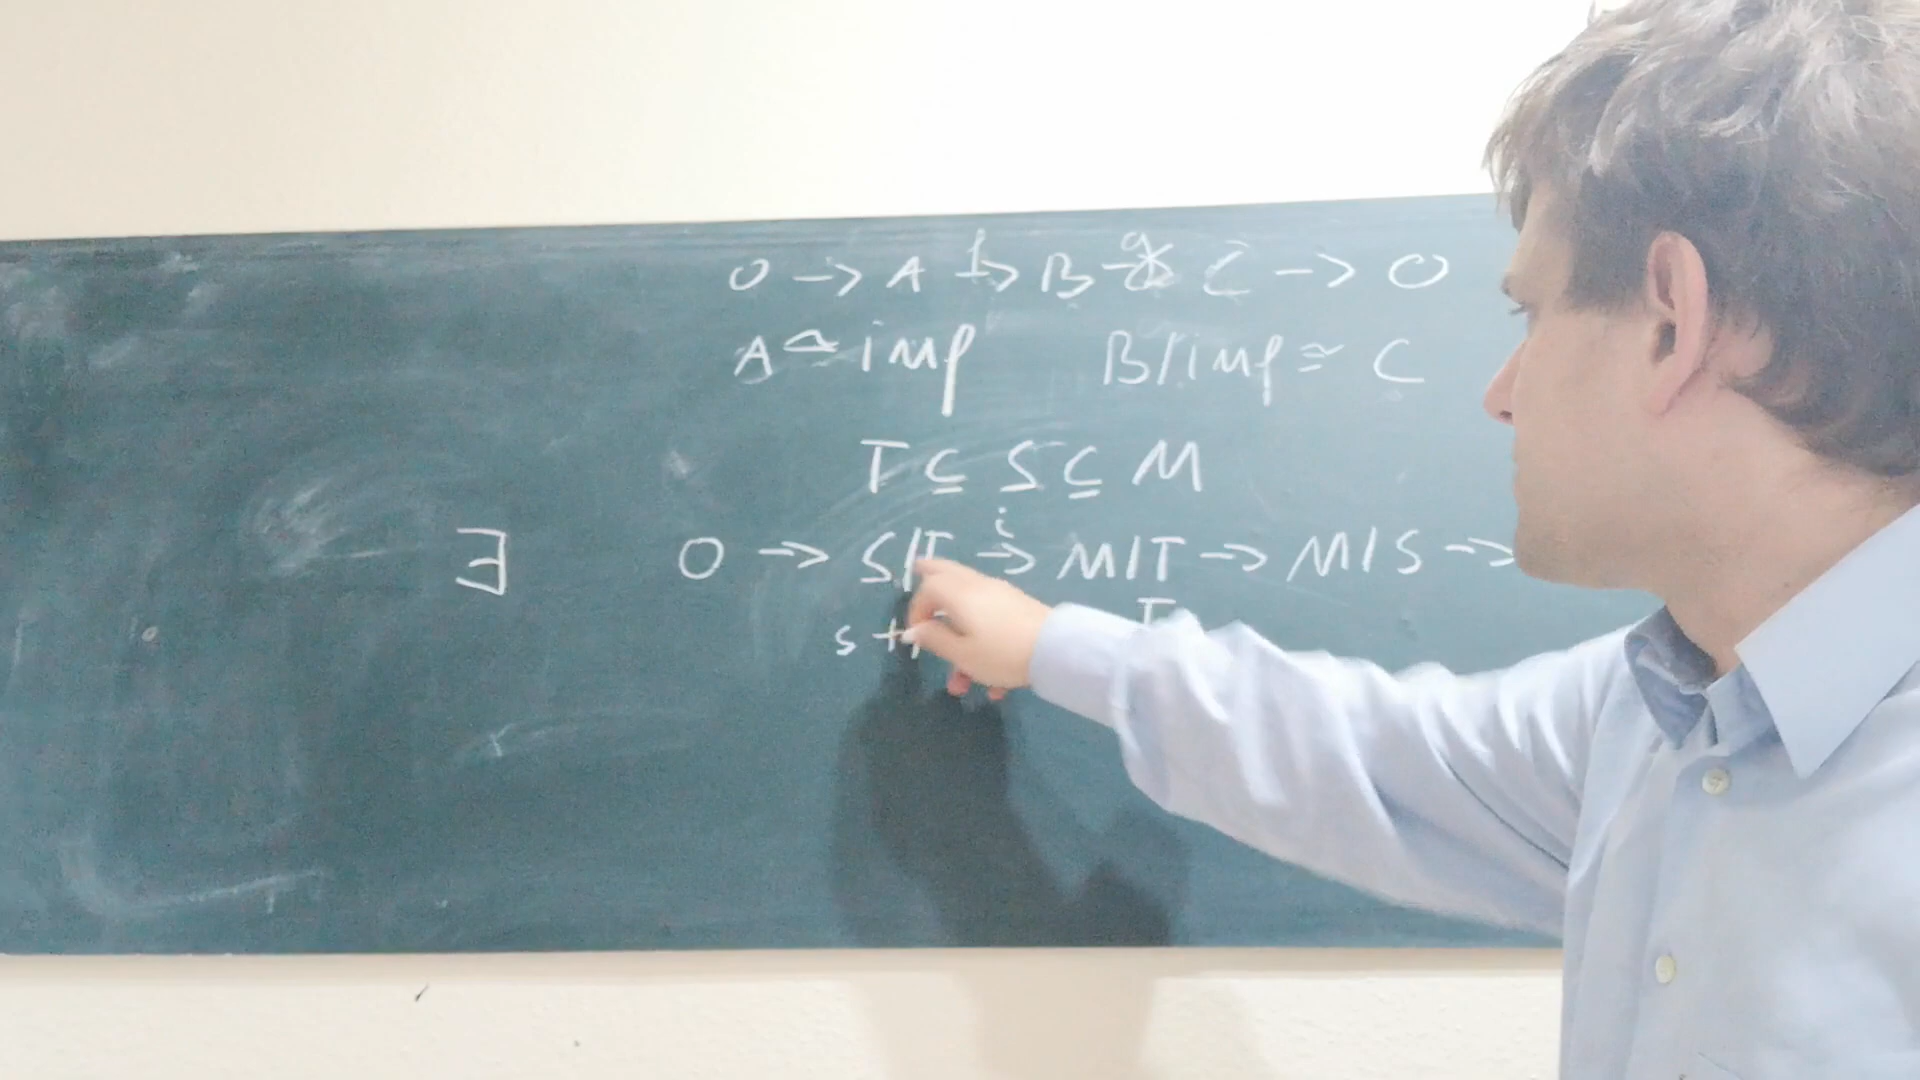 0 → A f→ B g→ C → 0
A ≅ im f B/im f ≅ C
T ⊆ S ⊆ M
∃ 0 → S/T i→ M/T → M/S →
s +